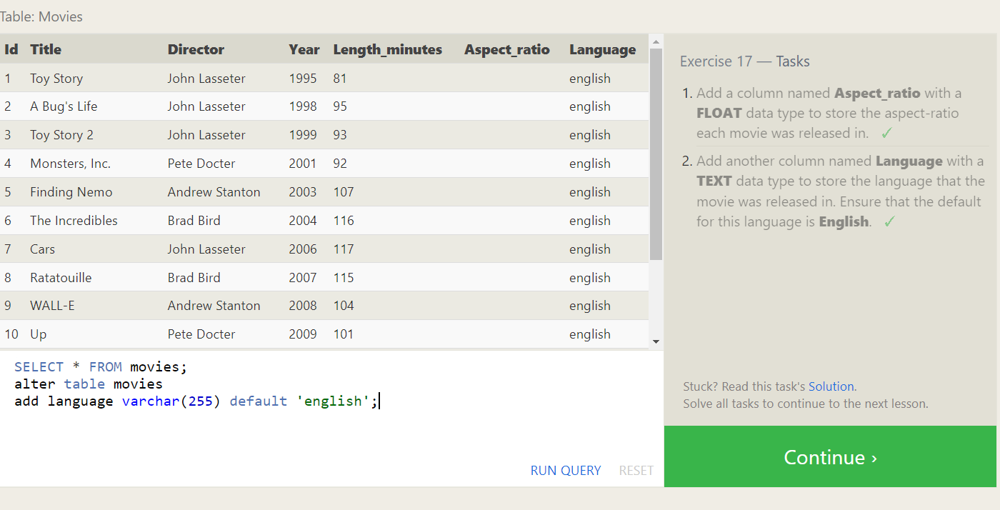 Table: Movies
Id Title Director Year Length_minutes Aspect_ratio Language
1 Toy Story John Lasseter 1995 81 english
2 A Bug's Life John Lasseter 1998 95 english
3 Toy Story 2 John Lasseter 1999 93 english
4 Monsters, Inc. Pete Docter 2001 92 english
5 Finding Nemo Andrew Stanton 2003 107 english
6 The Incredibles Brad Bird 2004 116 english
7 Cars John Lasseter 2006 117 english
8 Ratatouille Brad Bird 2007 115 english
9 WALL-E Andrew Stanton 2008 104 english
10 Up Pete Docter 2009 101 english
SELECT * FROM movies;
alter table movies
add language varchar(255) default 'english';
RUN QUERY RESET
Exercise 17 — Tasks
1. Add a column named Aspect_ratio with a
FLOAT data type to store the aspect-ratio
each movie was released in. ✓
2. Add another column named Language with a
TEXT data type to store the language that the
movie was released in. Ensure that the default
for this language is English. ✓
Stuck? Read this task's Solution.
Solve all tasks to continue to the next lesson.
Continue ›